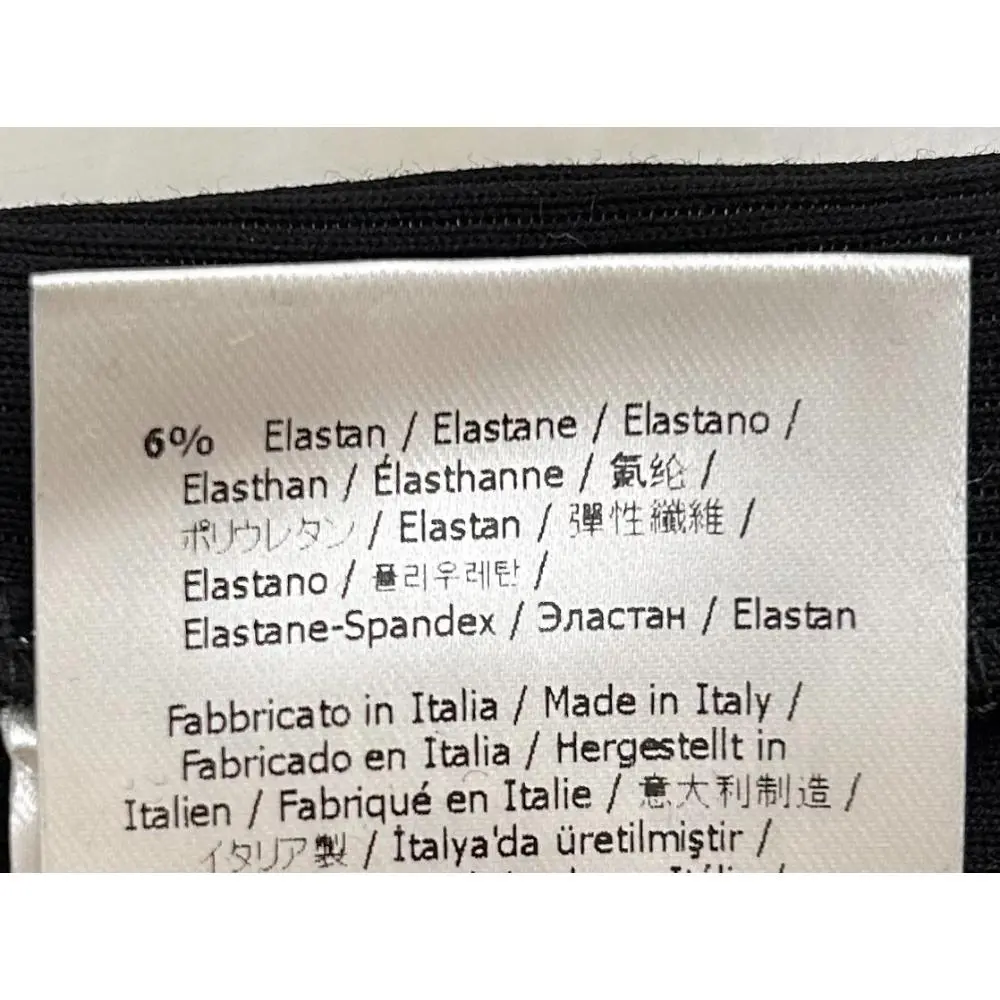 6% Elastan / Elastane / Elastano /
Elasthan / Élasthanne / 氨纶 /
ポリウレタン / Elastan / 彈性纖維 /
Elastano / 폴리우레탄 /
Elastane-Spandex / Эластан / Elastan
Fabbricato in Italia / Made in Italy /
Fabricado en Italia / Hergestellt in
Italien / Fabriqué en Italie / 意大利制造 /
イタリア製 / İtalya'da üretilmiştir /